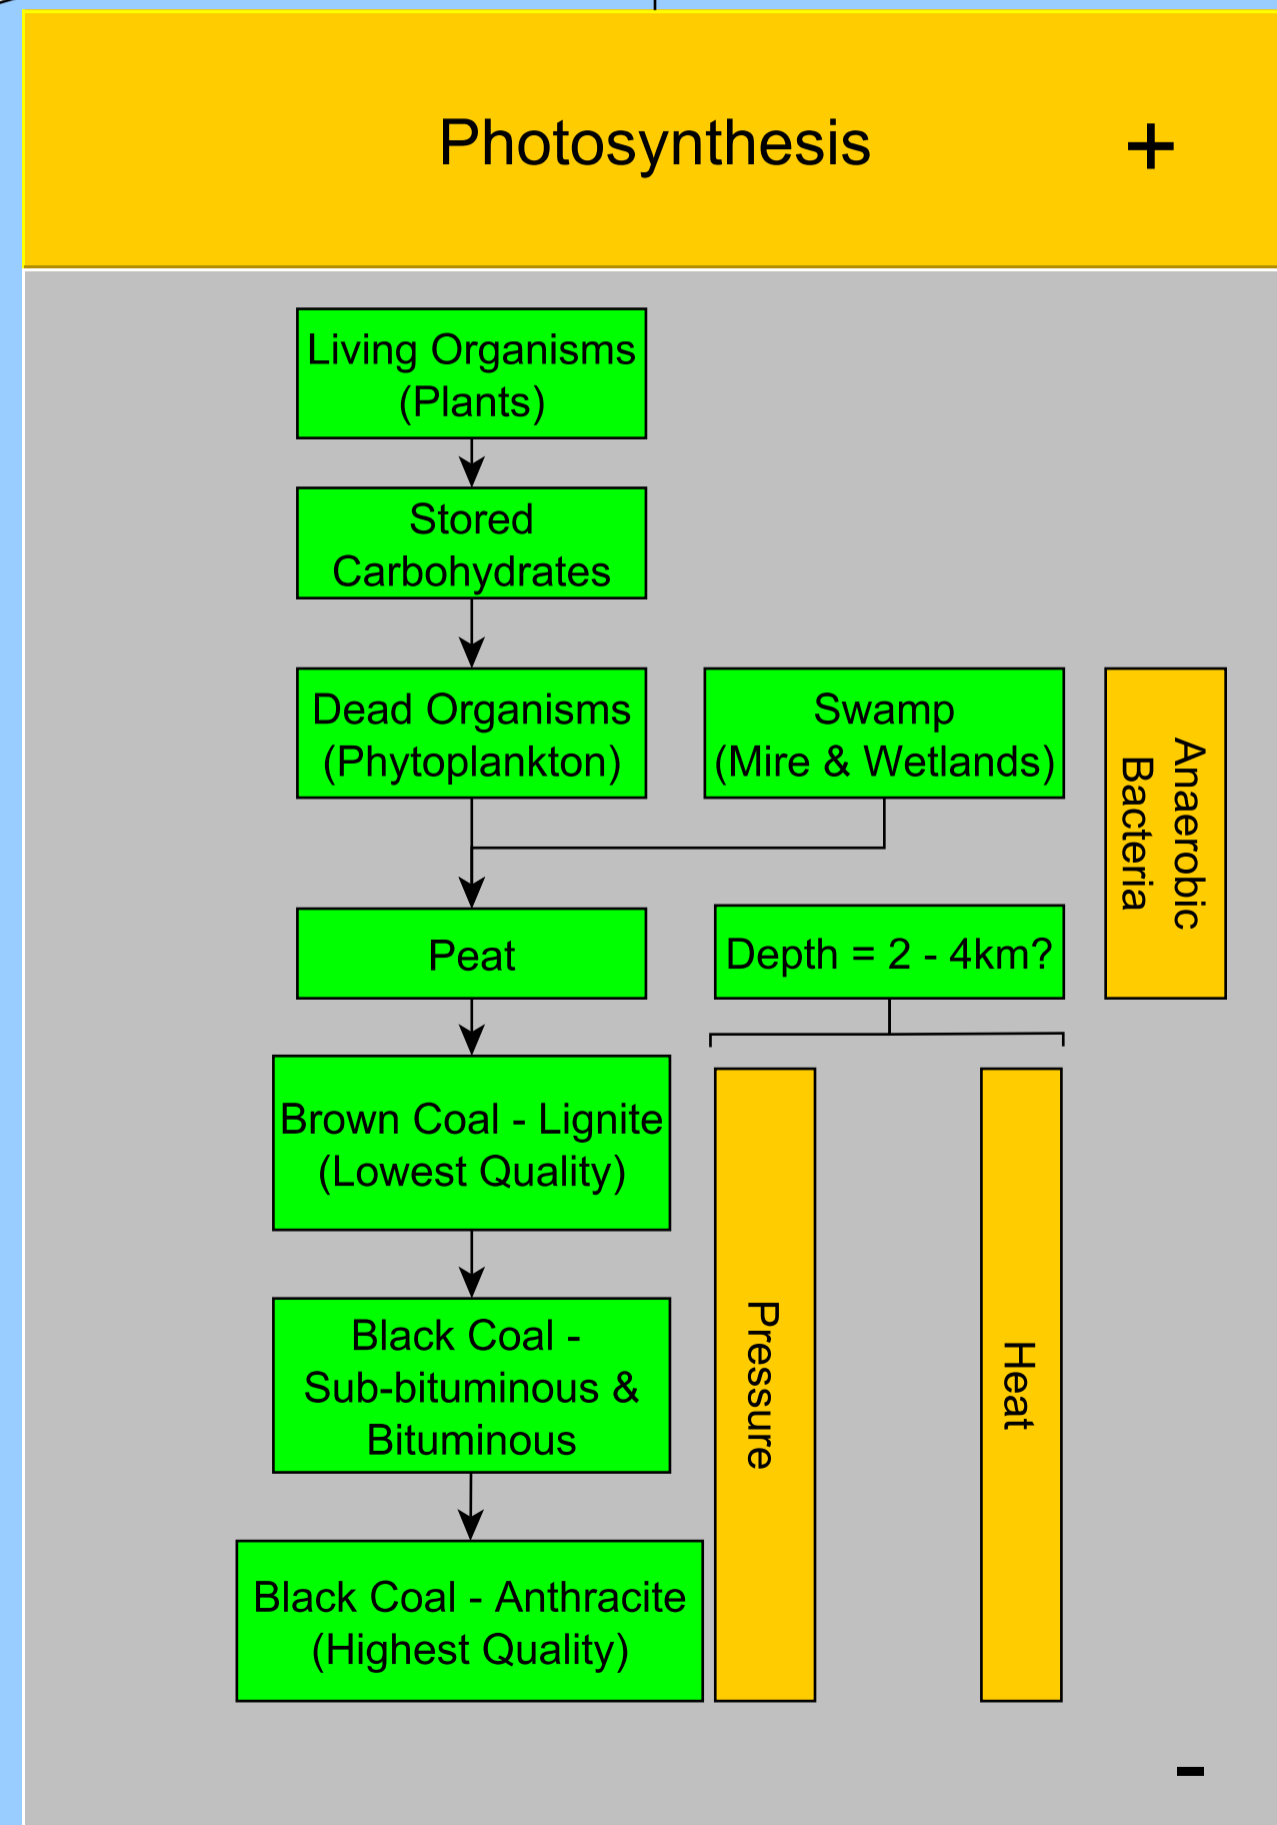 Photosynthesis
+
Living Organisms
(Plants)
Stored
Carbohydrates
Dead Organisms
(Phytoplankton)
Swamp
(Mire & Wetlands)
Anaerobic
Bacteria
Peat
Depth = 2 - 4km?
Brown Coal - Lignite
(Lowest Quality)
Black Coal -
Sub-bituminous &
Bituminous
Pressure
Heat
Black Coal - Anthracite
(Highest Quality)
-